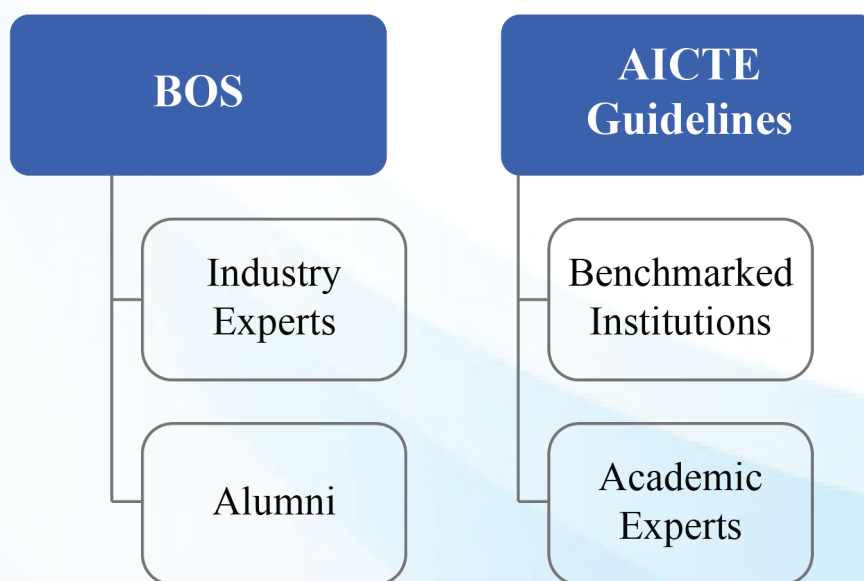 BOS
Industry
Experts
Alumni
AICTE
Guidelines
Benchmarked
Institutions
Academic
Experts